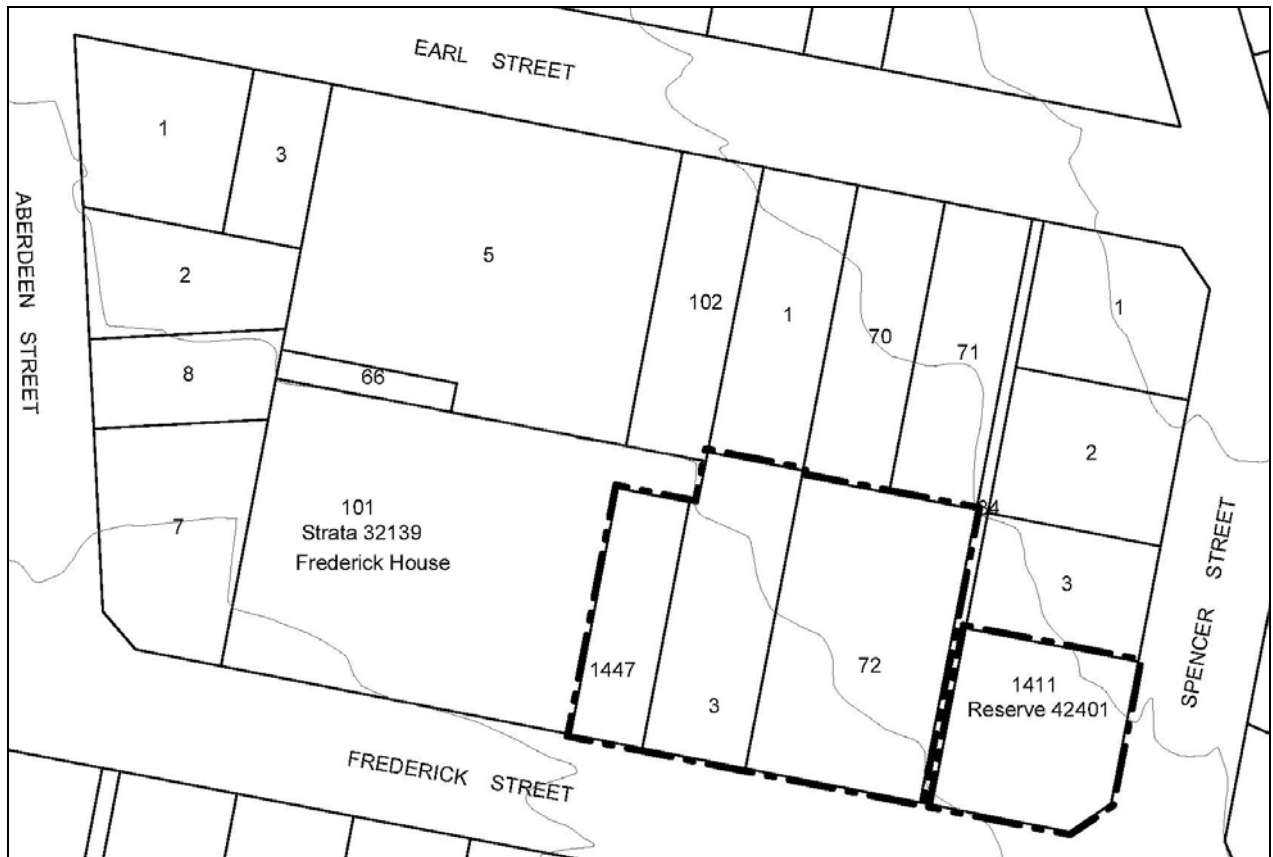 EARL STREET
1
3
ABERDEEN STREET
2
5
102
1
70
71
1
8
66
2
64
101
Strata 32139
Frederick House
7
3
SPENCER STREET
1447
3
72
1411
Reserve 42401
FREDERICK STREET